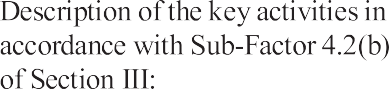 Description of the key activities in
accordance with Sub-Factor 4.2(b)
of Section III: